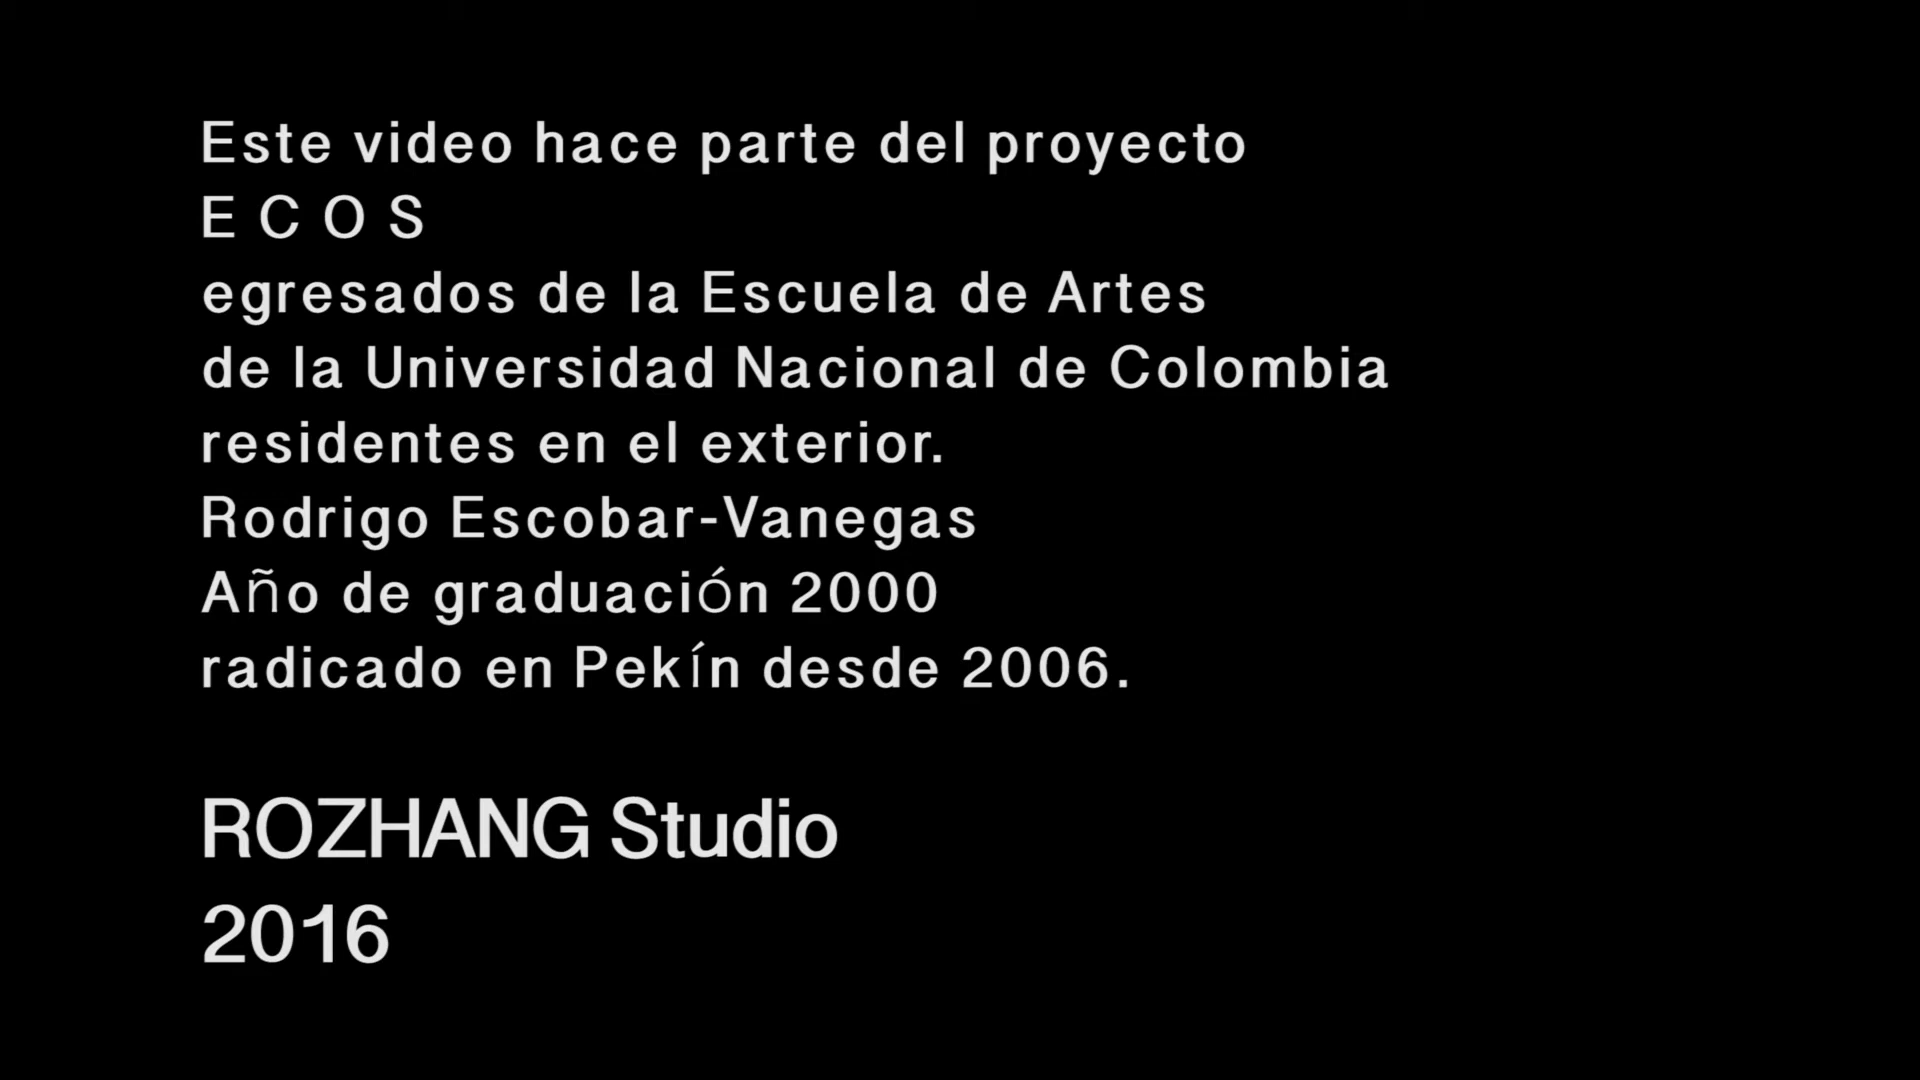 Este video hace parte del proyecto
E C O S
egresados de la Escuela de Artes
de la Universidad Nacional de Colombia
residentes en el exterior.
Rodrigo Escobar-Vanegas
Año de graduación 2000
radicado en Pekín desde 2006.
ROZHANG Studio
2016